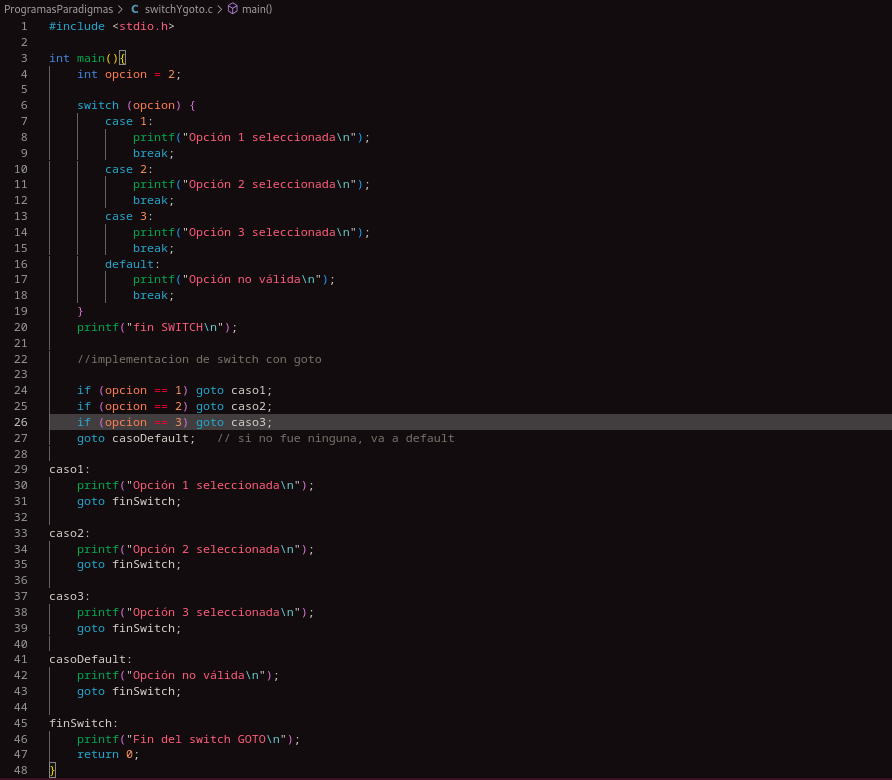 ProgramasParadigmas > C switchYgoto.c > main()
1 #include <stdio.h>
2
3 int main(){
4     int opcion = 2;
5
6     switch (opcion) {
7         case 1:
8             printf("Opción 1 seleccionada\n");
9             break;
10         case 2:
11             printf("Opción 2 seleccionada\n");
12             break;
13         case 3:
14             printf("Opción 3 seleccionada\n");
15             break;
16         default:
17             printf("Opción no válida\n");
18             break;
19     }
20     printf("fin SWITCH\n");
21
22     //implementacion de switch con goto
23
24     if (opcion == 1) goto caso1;
25     if (opcion == 2) goto caso2;
26     if (opcion == 3) goto caso3;
27     goto casoDefault;   // si no fue ninguna, va a default
28
29 caso1:
30     printf("Opción 1 seleccionada\n");
31     goto finSwitch;
32
33 caso2:
34     printf("Opción 2 seleccionada\n");
35     goto finSwitch;
36
37 caso3:
38     printf("Opción 3 seleccionada\n");
39     goto finSwitch;
40
41 casoDefault:
42     printf("Opción no válida\n");
43     goto finSwitch;
44
45 finSwitch:
46     printf("Fin del switch GOTO\n");
47     return 0;
48 }